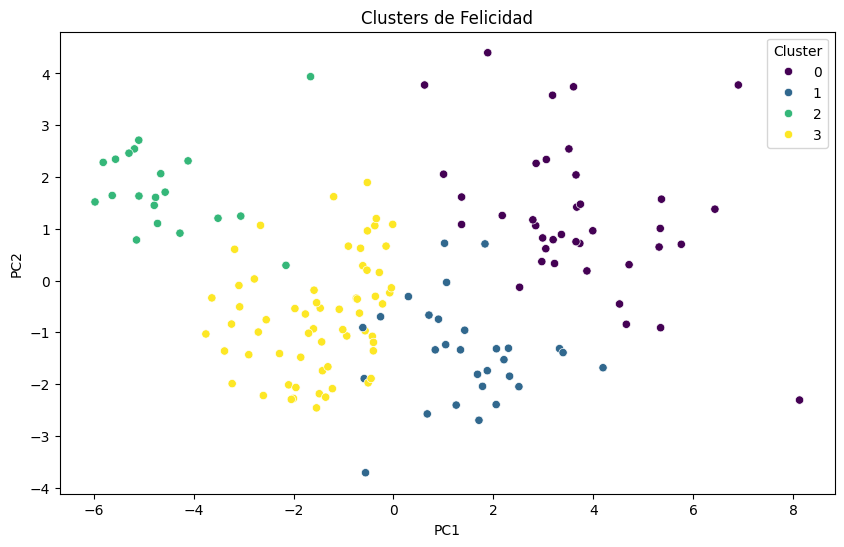 Clusters de Felicidad
Cluster
0
1
2
3
PC2
4
3
2
1
0
−1
−2
−3
−4
−6 −4 −2 0 2 4 6 8
PC1